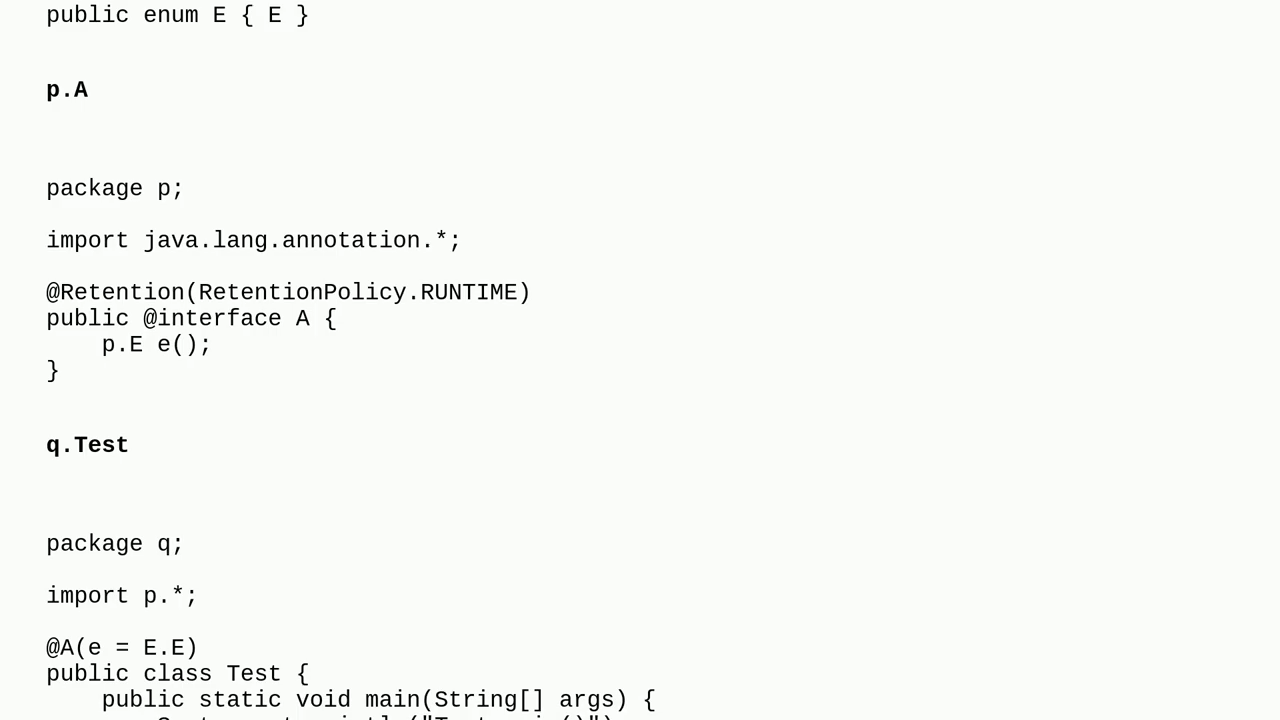 public enum E { E }
p.A
package p;
import java.lang.annotation.*;
@Retention(RetentionPolicy.RUNTIME)
public @interface A {
    p.E e();
}
q.Test
package q;
import p.*;
@A(e = E.E)
public class Test {
    public static void main(String[] args) {